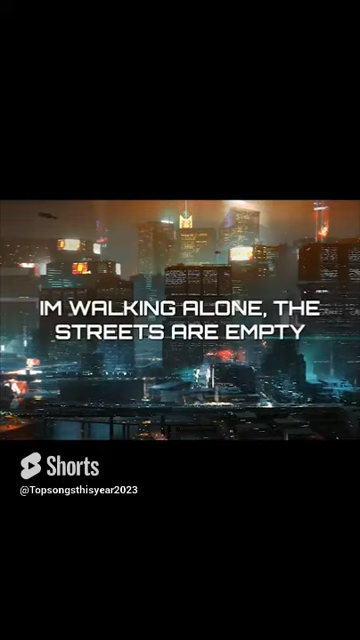 IM WALKING ALONE, THE
STREETS ARE EMPTY
Shorts
@Topsongsthisyear2023